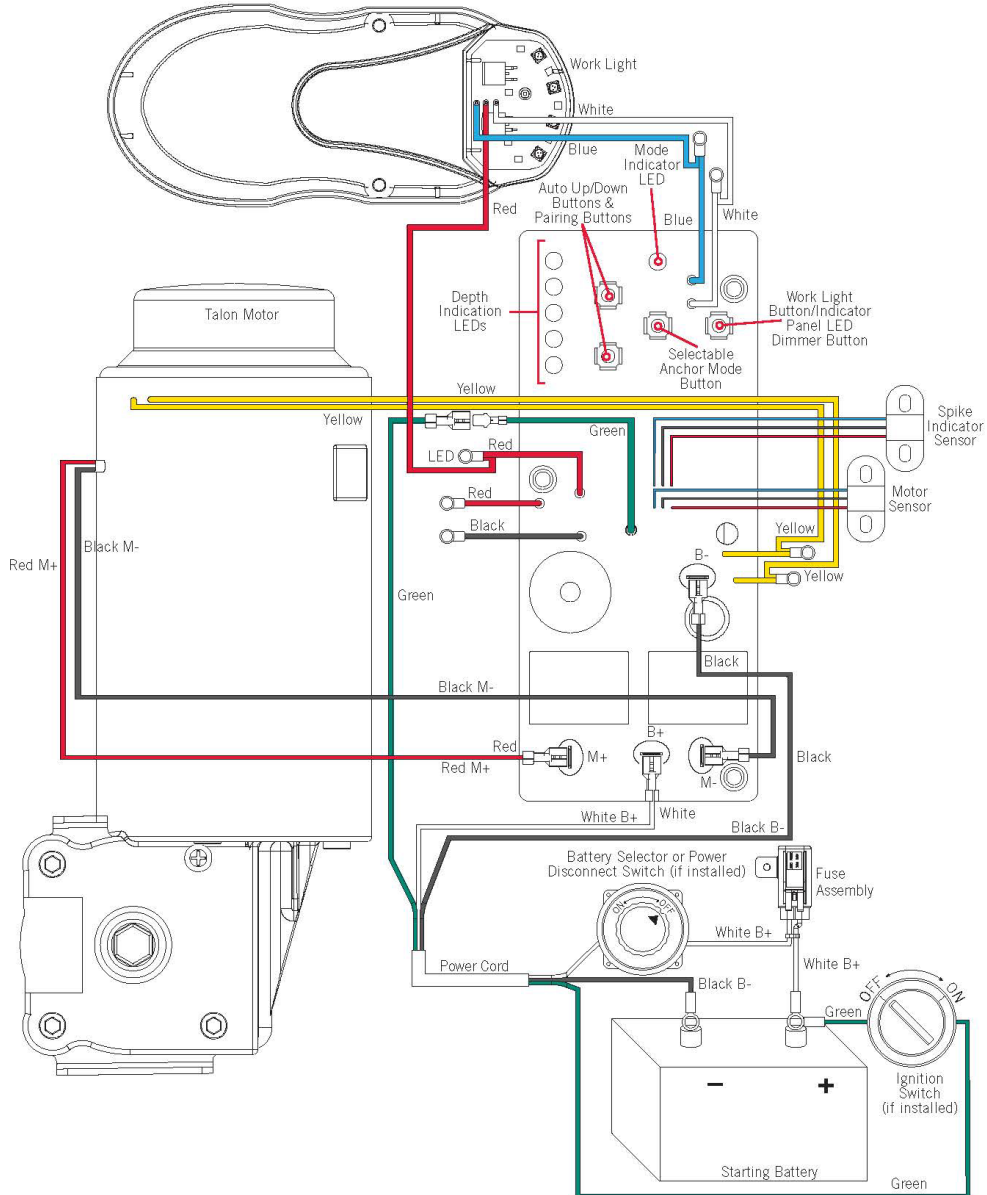 Work Light
White
Blue
Mode
Indicator
LED
Auto Up/Down
Buttons &
Pairing Buttons
Red
Blue
White
Depth
Indication
LEDs
Work Light
Button/Indicator
Panel LED
Dimmer Button
Talon Motor
Selectable
Anchor Mode
Button
Yellow
Yellow
Green
Spike
Indicator
Sensor
Red
LED
Red
Motor
Sensor
Black
Yellow
Black M-
B-
Red M+
Yellow
Green
Black
Black M-
B+
Red
M+
Black
Red M+
M-
White B+
White
Black B-
Battery Selector or Power
Disconnect Switch (if installed)
Fuse
Assembly
ON
OFF
White B+
Power Cord
White B+
Black B-
OFF
ON
Green
Ignition
Switch
(if installed)
–
+
Starting Battery
Green